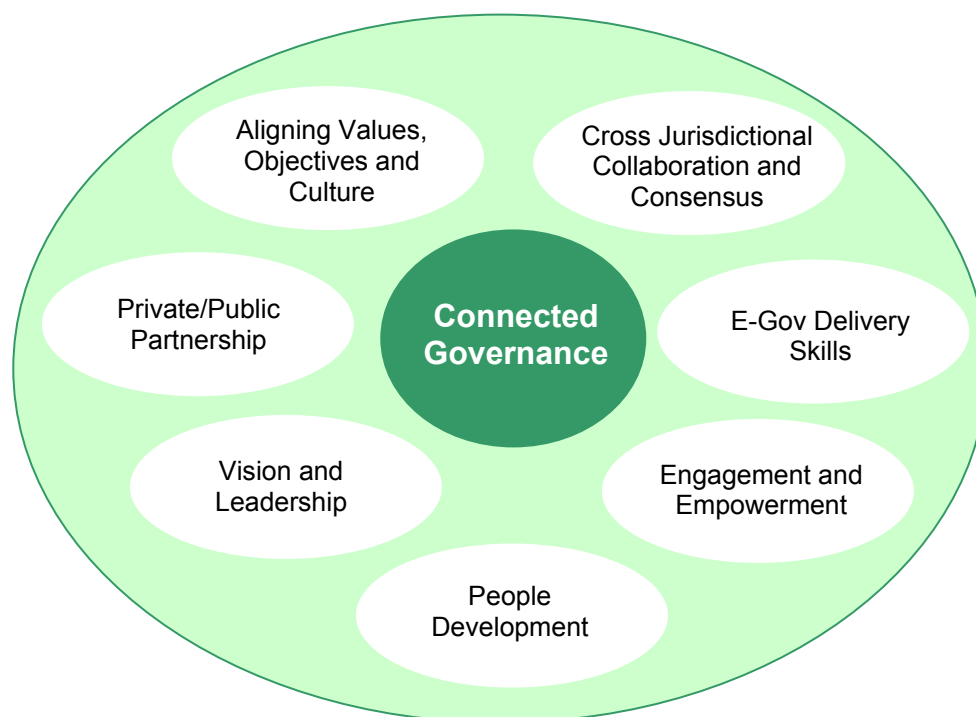 Aligning Values,
Objectives and
Culture
Cross Jurisdictional
Collaboration and
Consensus
Private/Public
Partnership
Connected
Governance
E-Gov Delivery
Skills
Vision and
Leadership
Engagement and
Empowerment
People
Development